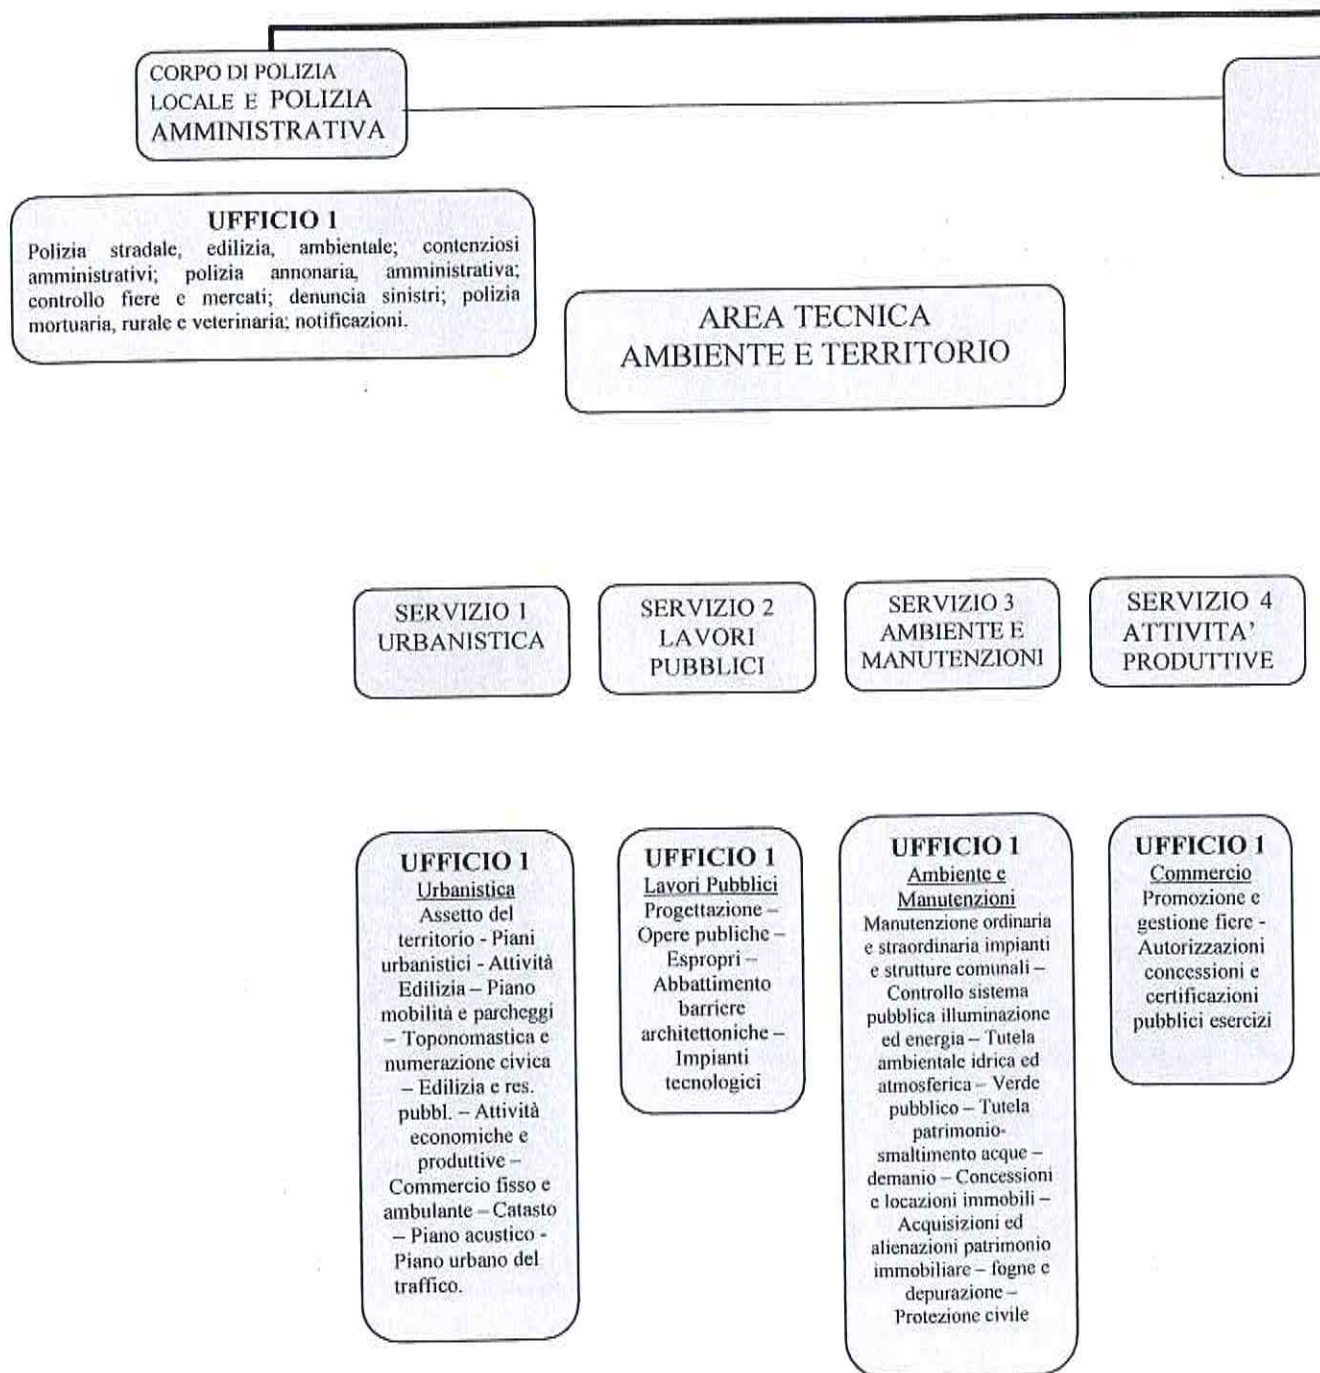 CORPO DI POLIZIA
LOCALE E POLIZIA
AMMINISTRATIVA
UFFICIO 1
Polizia stradale, edilizia, ambientale; contenziosi
amministrativi; polizia annonaria, amministrativa;
controllo fiere e mercati; denuncia sinistri; polizia
mortuaria, rurale e veterinaria; notificazioni.
AREA TECNICA
AMBIENTE E TERRITORIO
SERVIZIO 1
URBANISTICA
SERVIZIO 2
LAVORI
PUBBLICI
SERVIZIO 3
AMBIENTE E
MANUTENZIONI
SERVIZIO 4
ATTIVITA'
PRODUTTIVE
UFFICIO 1
Urbanistica
Assetto del
territorio - Piani
urbanistici - Attività
Edilizia – Piano
mobilità e parcheggi
– Toponomastica e
numerazione civica
– Edilizia e res.
pubbl. – Attività
economiche e
produttive –
Commercio fisso e
ambulante – Catasto
– Piano acustico -
Piano urbano del
traffico.
UFFICIO 1
Lavori Pubblici
Progettazione –
Opere publiche –
Espropri –
Abbattimento
barriere
architettoniche –
Impianti
tecnologici
UFFICIO 1
Ambiente e
Manutenzioni
Manutenzione ordinaria
e straordinaria impianti
e strutture comunali –
Controllo sistema
pubblica illuminazione
ed energia – Tutela
ambientale idrica ed
atmosferica – Verde
pubblico – Tutela
patrimonio-
smaltimento acque –
demanio – Concessioni
e locazioni immobili –
Acquisizioni ed
alienazioni patrimonio
immobiliare – fogne e
depurazione –
Protezione civile
UFFICIO 1
Commercio
Promozione e
gestione fiere -
Autorizzazioni
concessioni e
certificazioni
pubblici esercizi